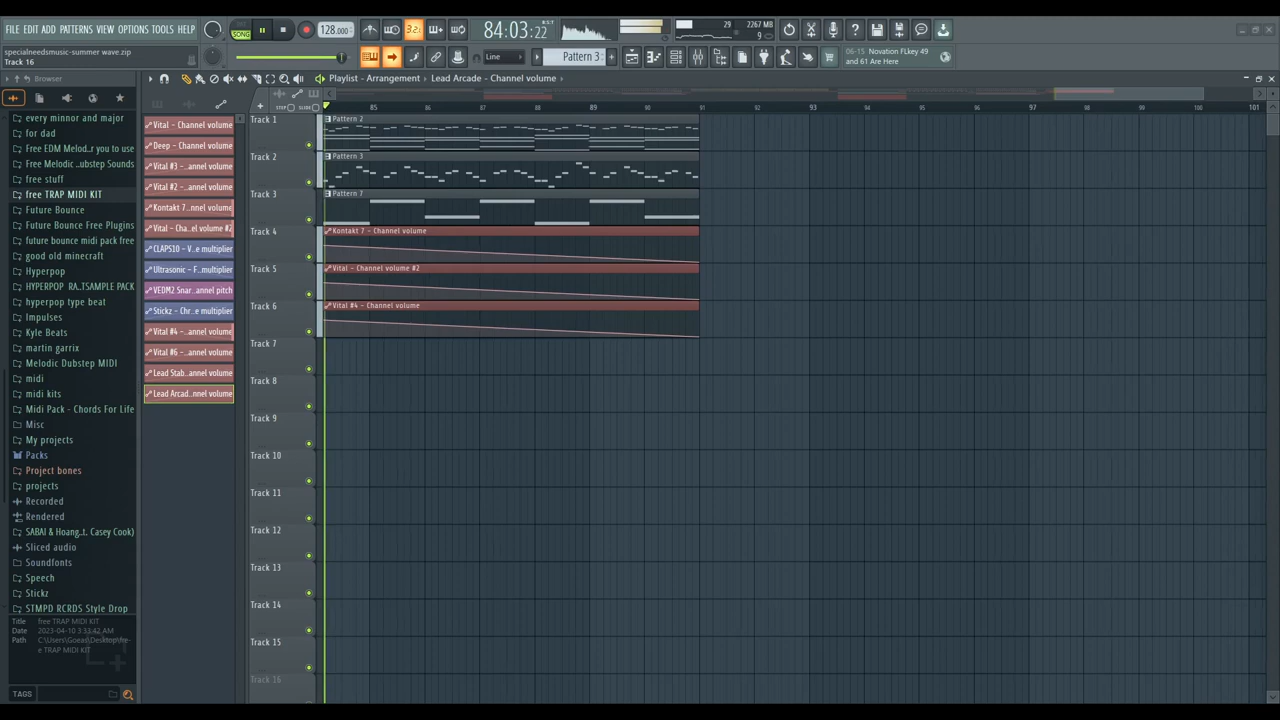 FILE EDIT ADD PATTERNS VIEW OPTIONS TOOLS HELP
SONG
128.000
3.2.
84:03:22
B:S:T
29
2267 MB
specialneedsmusic-summer wave.zip
Track 16
Line
Pattern 3
06-15 Novation FLkey 49
and 61 Are Here
Browser
Playlist - Arrangement › Lead Arcade - Channel volume ›
STEP
SLIDE
85 86 87 88 89 90 91 92 93 94 95 96 97 98 99 100 101
every minnor and major
for dad
Free EDM Melod..r you to use
Free Melodic ..ubstep Sounds
free stuff
free TRAP MIDI KIT
Future Bounce
Future Bounce Free Plugins
future bounce midi pack free
good old minecraft
Hyperpop
HYPERPOP RA..TSAMPLE PACK
hyperpop type beat
Impulses
Kyle Beats
martin garrix
Melodic Dubstep MIDI
midi
midi kits
Midi Pack - Chords For Life
Misc
My projects
Packs
Project bones
projects
Recorded
Rendered
SABAI & Hoang..t. Casey Cook)
Sliced audio
Soundfonts
Speech
Stickz
STMPD RCRDS Style Drop
Title free TRAP MIDI KIT
Date 2023-04-10 3:33:42 AM
Path
TAGS
Vital - Channel volume
Deep - Channel volume
Vital #3 -..annel volume
Vital #2 -..annel volume
Kontakt 7..nnel volume
Vital - Cha..el volume #2
CLAPS10 - V..e multiplier
Ultrasonic - F..multiplier
VEDM2 Snar..annel pitch
Stickz - Chr..e multiplier
Vital #4 -..annel volume
Vital #6 -..annel volume
Lead Stab..annel volume
Lead Arcad..nnel volume
Track 1
Pattern 2
Track 2
Pattern 3
Track 3
Pattern 7
Track 4
Kontakt 7 - Channel volume
Track 5
Vital - Channel volume #2
Track 6
Vital #4 - Channel volume
Track 7
Track 8
Track 9
Track 10
Track 11
Track 12
Track 13
Track 14
Track 15
Track 16